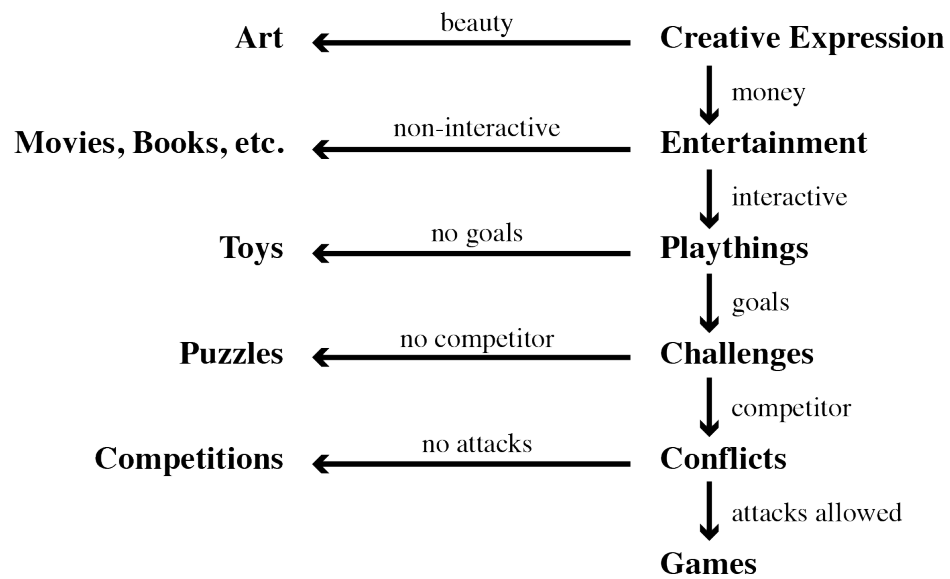 beauty
Art Creative Expression
money
non-interactive
Movies, Books, etc. Entertainment
interactive
no goals
Toys Playthings
goals
no competitor
Puzzles Challenges
competitor
no attacks
Competitions Conflicts
attacks allowed
Games